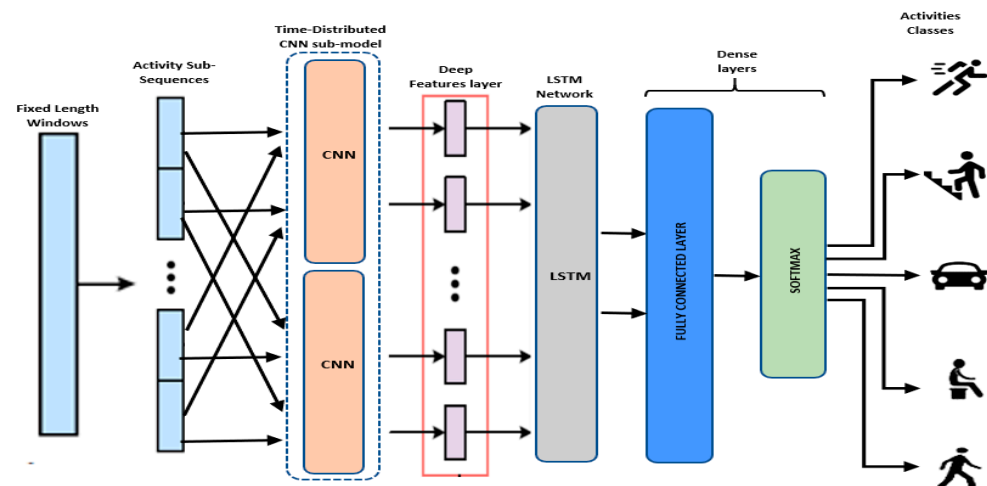 Fixed Length
Windows
Activity Sub-
Sequences
Time-Distributed
CNN sub-model
CNN
CNN
Deep
Features layer
LSTM
Network
LSTM
Dense
layers
FULLY CONNECTED LAYER
SOFTMAX
Activities
Classes